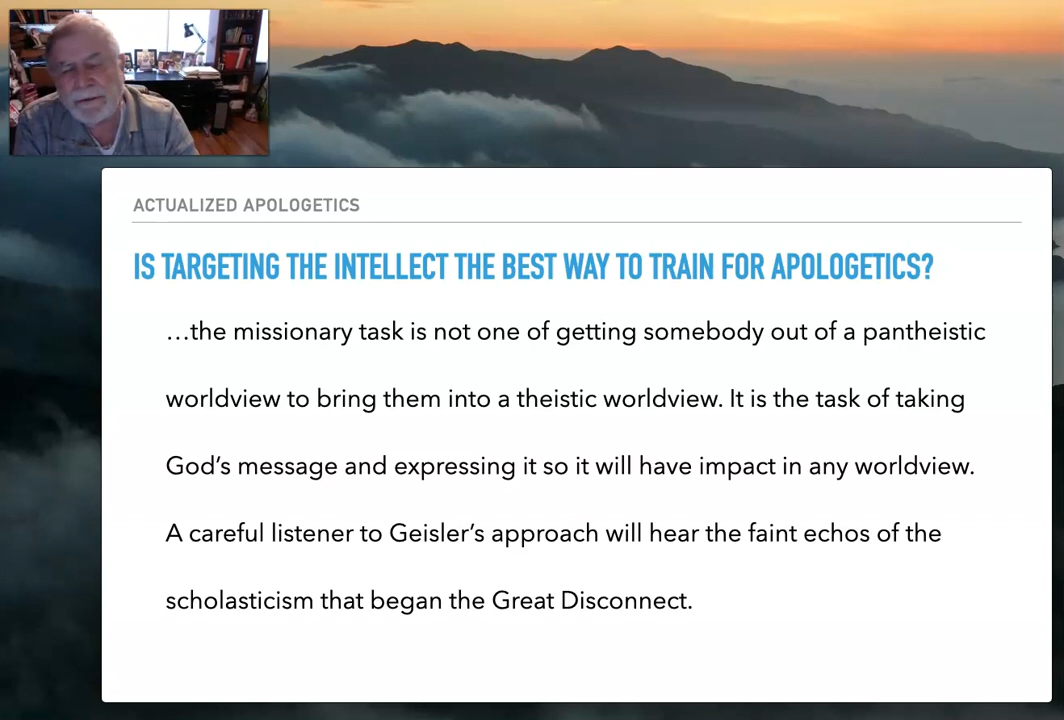 ACTUALIZED APOLOGETICS
IS TARGETING THE INTELLECT THE BEST WAY TO TRAIN FOR APOLOGETICS?
…the missionary task is not one of getting somebody out of a pantheistic
worldview to bring them into a theistic worldview. It is the task of taking
God's message and expressing it so it will have impact in any worldview.
A careful listener to Geisler's approach will hear the faint echos of the
scholasticism that began the Great Disconnect.